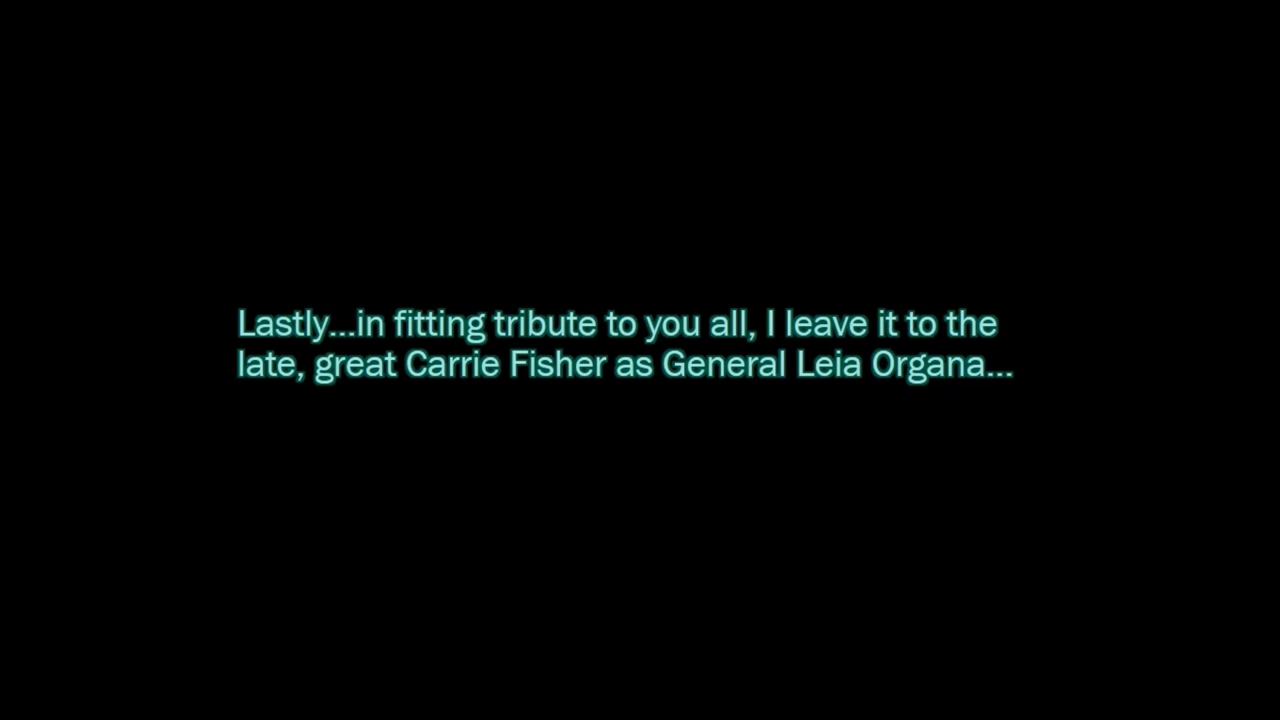 Lastly...in fitting tribute to you all, I leave it to the
late, great Carrie Fisher as General Leia Organa...